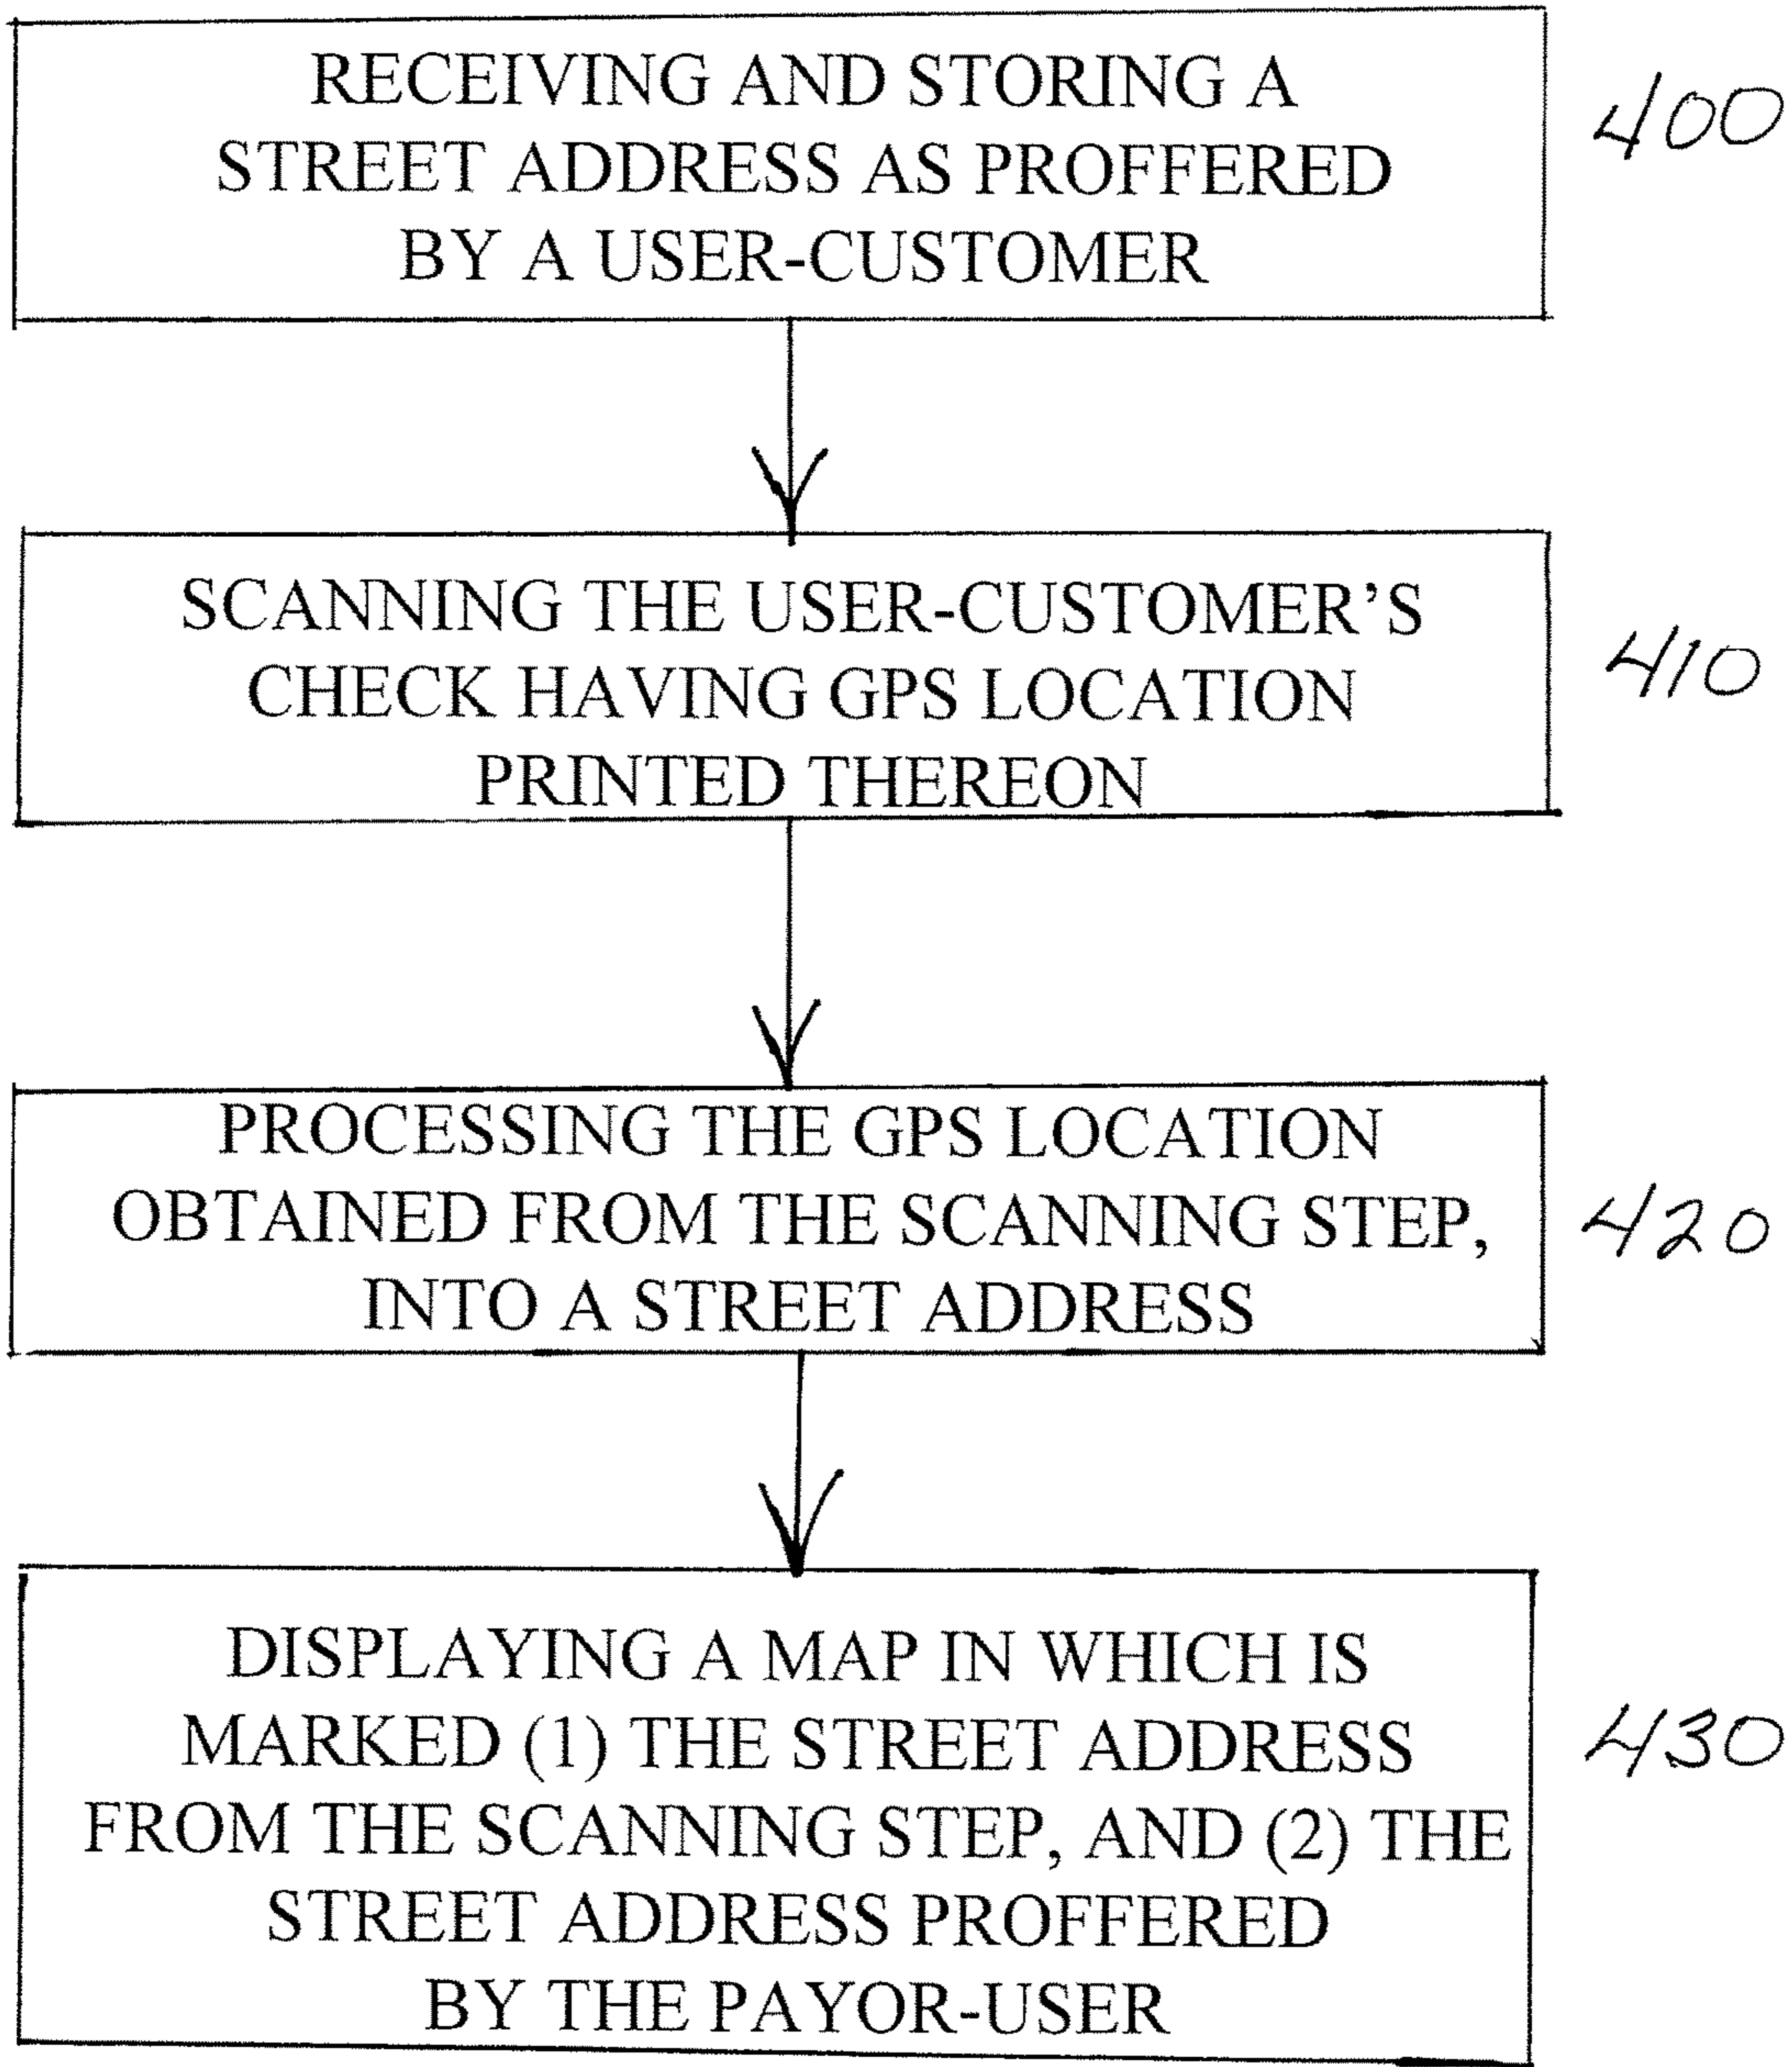 RECEIVING AND STORING A
STREET ADDRESS AS PROFFERED
BY A USER-CUSTOMER
400
SCANNING THE USER-CUSTOMER'S
CHECK HAVING GPS LOCATION
PRINTED THEREON
410
PROCESSING THE GPS LOCATION
OBTAINED FROM THE SCANNING STEP,
INTO A STREET ADDRESS
420
DISPLAYING A MAP IN WHICH IS
MARKED (1) THE STREET ADDRESS
FROM THE SCANNING STEP, AND (2) THE
STREET ADDRESS PROFFERED
BY THE PAYOR-USER
430